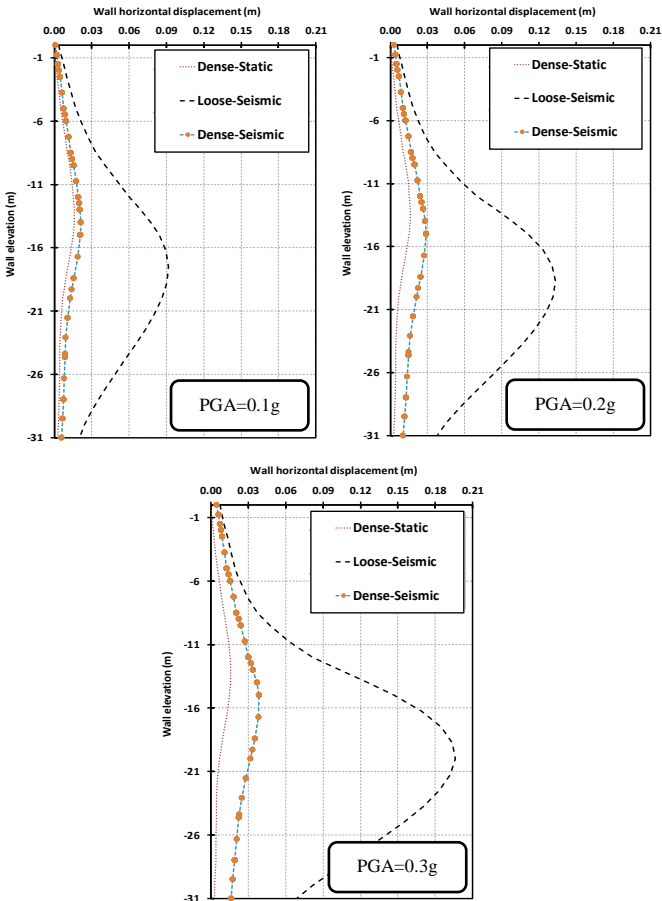 Wall horizontal displacement (m)
0.00 0.03 0.06 0.09 0.12 0.15 0.18 0.21
-1
-6
-11
-16
-21
-26
-31
Wall elevation (m)
Dense-Static
Loose-Seismic
Dense-Seismic
PGA=0.1g
Wall horizontal displacement (m)
0.00 0.03 0.06 0.09 0.12 0.15 0.18 0.21
-1
-6
-11
-16
-21
-26
-31
Wall elevation (m)
Dense-Static
Loose-Seismic
Dense-Seismic
PGA=0.2g
Wall horizontal displacement (m)
0.00 0.03 0.06 0.09 0.12 0.15 0.18 0.21
-1
-6
-11
-16
-21
-26
-31
Wall elevation (m)
Dense-Static
Loose-Seismic
Dense-Seismic
PGA=0.3g